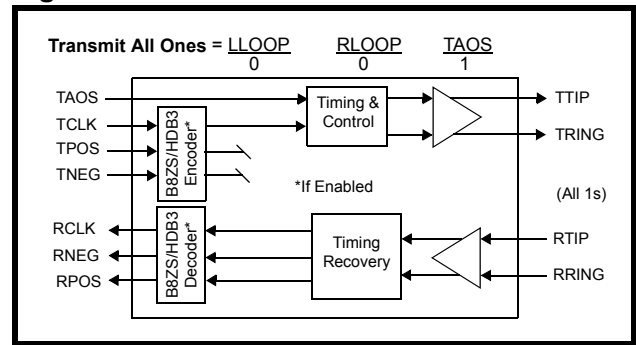 Transmit All Ones = LLOOP RLOOP TAOS
0 0 1
TAOS
TCLK
TPOS
TNEG
B8ZS/HDB3
Encoder*
Timing &
Control
TTIP
TRING
*If Enabled
(All 1s)
RCLK
RNEG
RPOS
B8ZS/HDB3
Decoder*
Timing
Recovery
RTIP
RRING